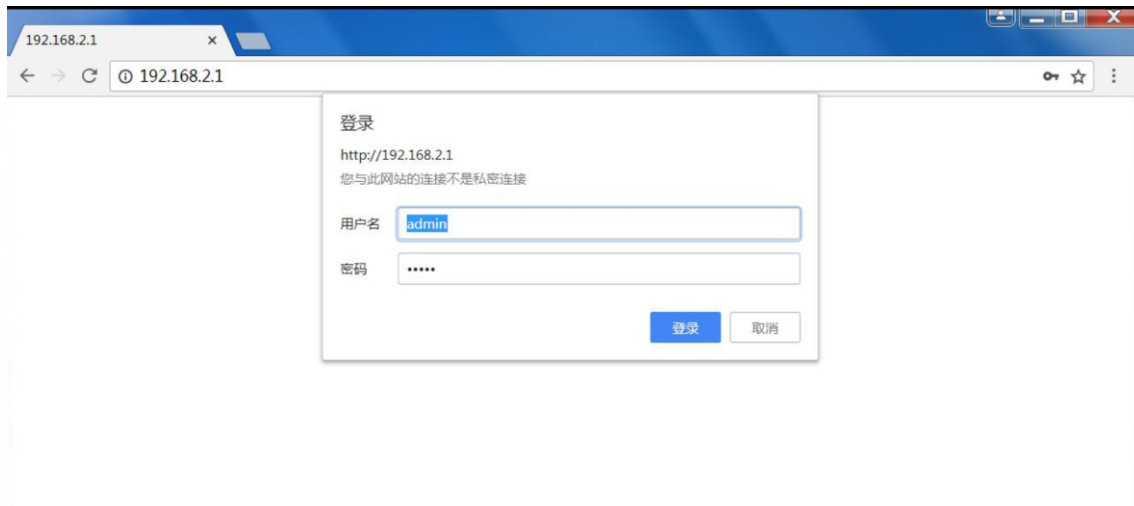 192.168.2.1
192.168.2.1
登录
http://192.168.2.1
您与此网站的连接不是私密连接
用户名 admin
密码 •••••
登录 取消